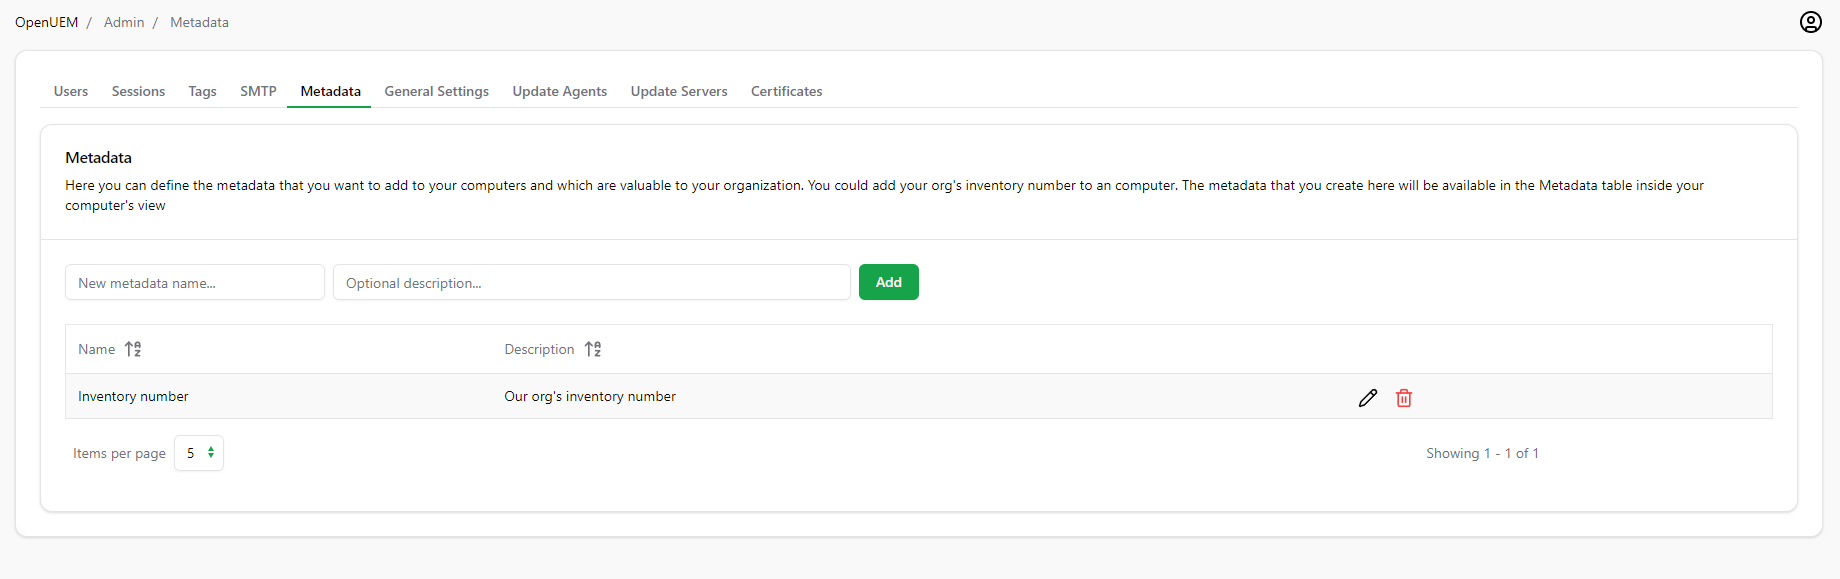 OpenUEM / Admin / Metadata
Users Sessions Tags SMTP Metadata General Settings Update Agents Update Servers Certificates
Metadata
Here you can define the metadata that you want to add to your computers and which are valuable to your organization. You could add your org's inventory number to an computer. The metadata that you create here will be available in the Metadata table inside your
computer's view
New metadata name... Optional description... Add
Name Description
Inventory number Our org's inventory number
Items per page 5 Showing 1 - 1 of 1